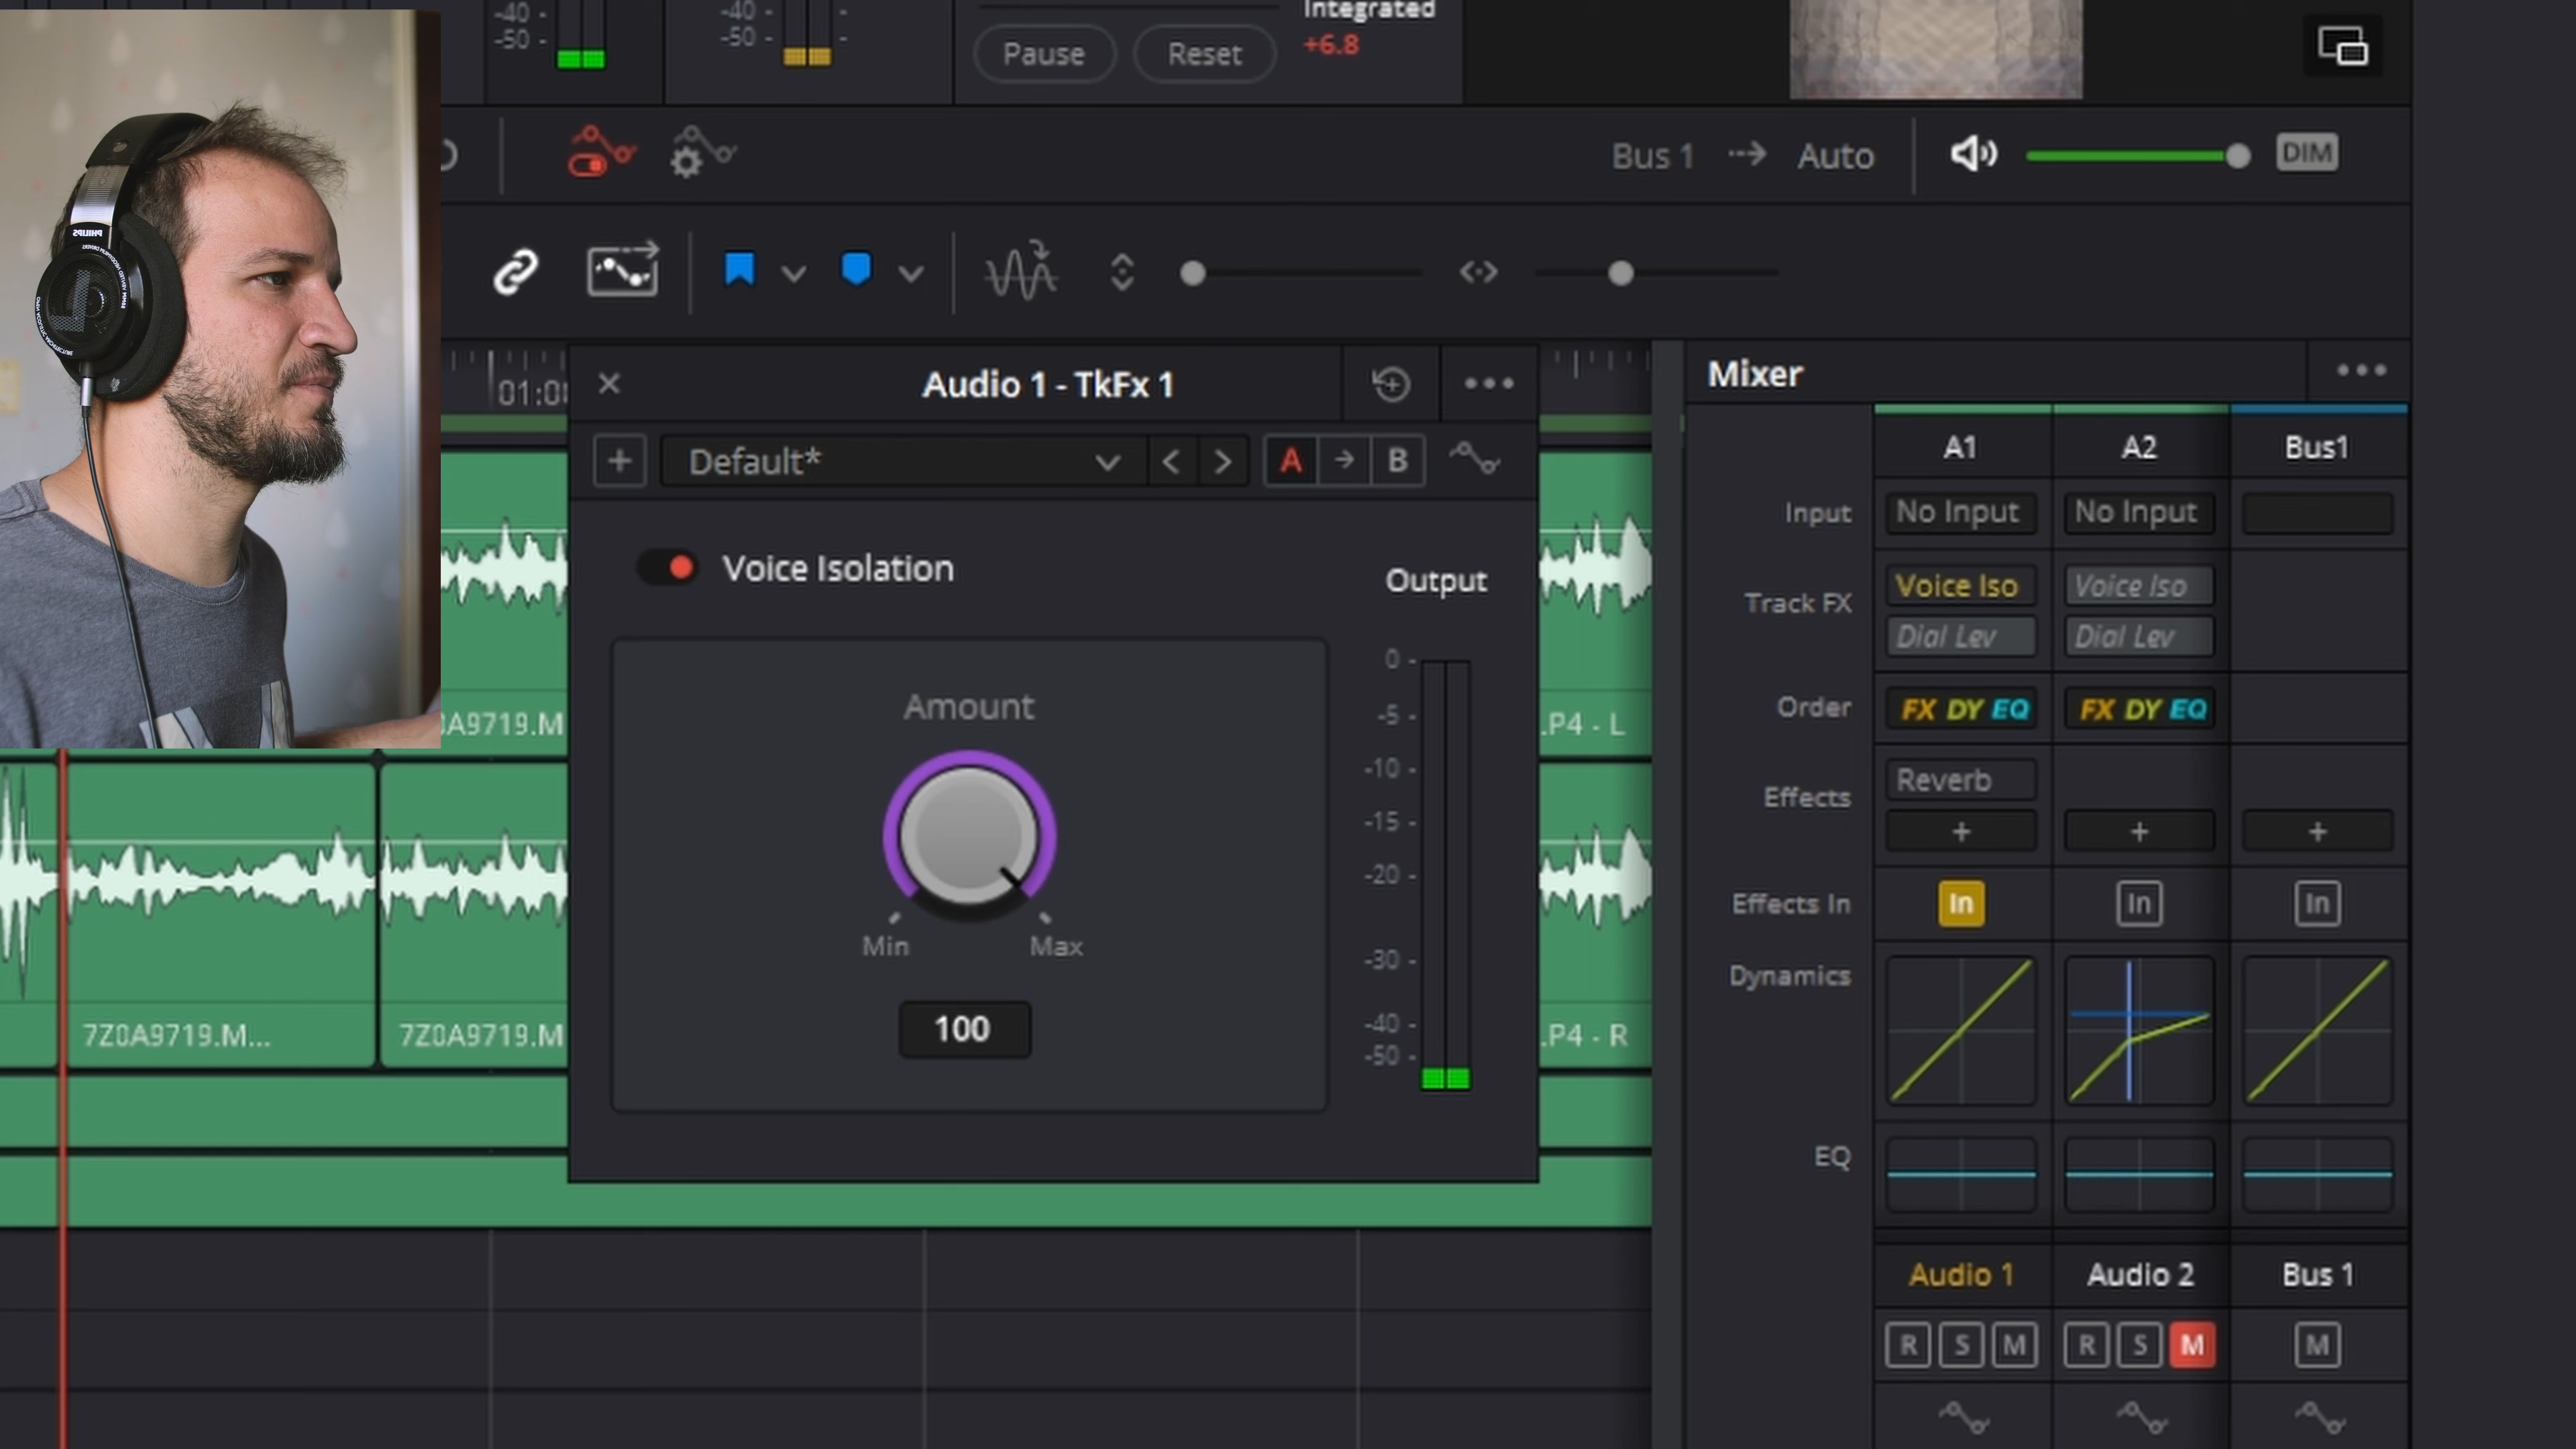 -40 -
-50 -
-40 -
-50 -
Pause
Reset
Integrated
+6.8
Bus 1
Auto
DIM
PHILIPS
Audio 1 - TkFx 1
Mixer
Default*
A
B
Voice Isolation
Output
Amount
Min
Max
100
0 -
-5 -
-10 -
-15 -
-20 -
-30 -
-40 -
-50 -
7Z0A9719.M...
7Z0A9719.M
0A9719.M
.P4 - L
.P4 - R
A1
A2
Bus1
Input
No Input
No Input
Track FX
Voice Iso
Voice Iso
Dial Lev
Dial Lev
Order
FX DY EQ
FX DY EQ
Effects
Reverb
+
+
+
Effects In
In
In
In
Dynamics
EQ
Audio 1
Audio 2
Bus 1
R S M
R S M
M